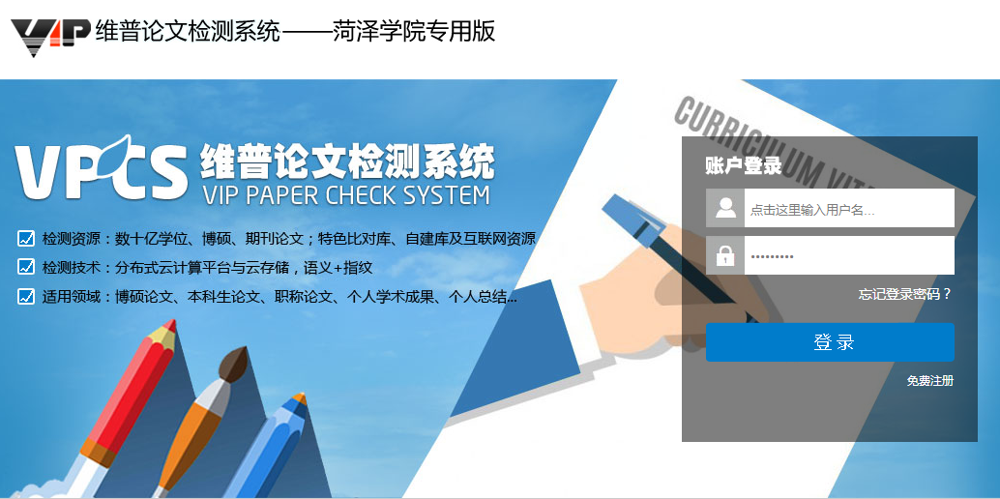 VIP 维普论文检测系统——菏泽学院专用版
VPCS 维普论文检测系统
VIP PAPER CHECK SYSTEM
检测资源：数十亿学位、博硕、期刊论文；特色比对库、自建库及互联网资源
检测技术：分布式云计算平台与云存储，语义+指纹
适用领域：博硕论文、本科生论文、职称论文、个人学术成果、个人总结...
CURRICULUM VITAE
账户登录
点击这里输入用户名...
忘记登录密码？
登 录
免费注册